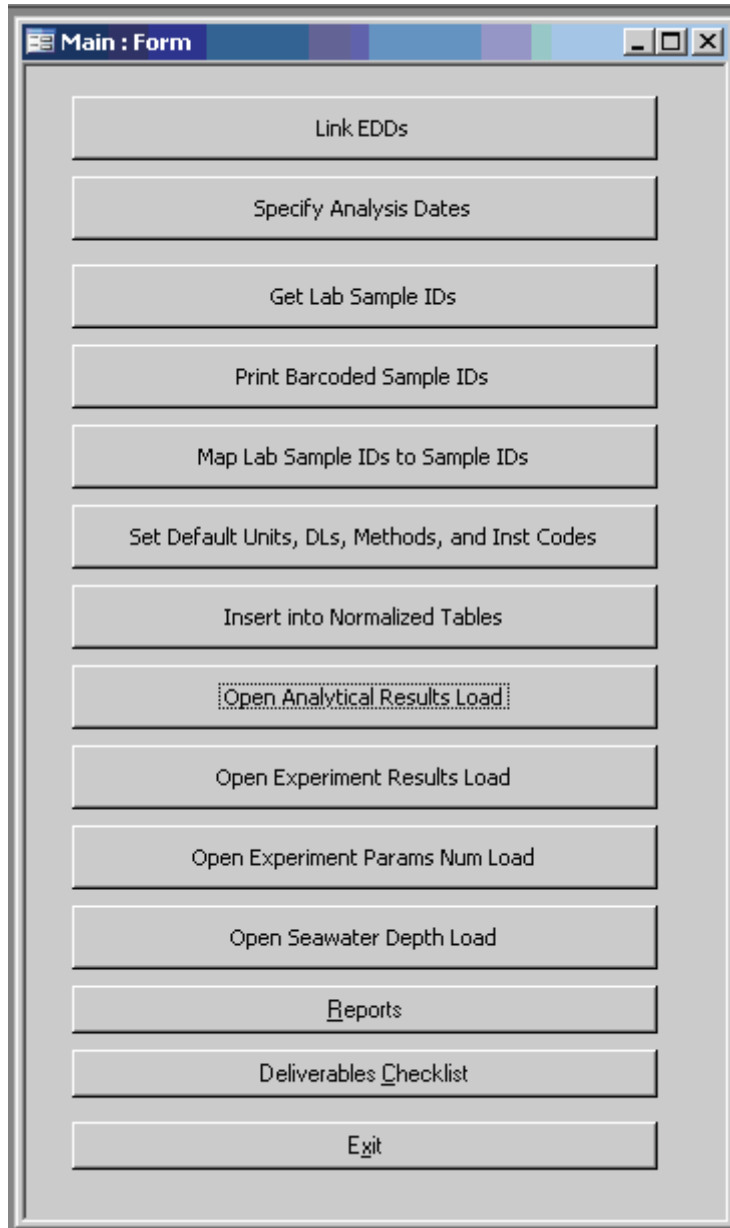 Main : Form
Link EDDs
Specify Analysis Dates
Get Lab Sample IDs
Print Barcoded Sample IDs
Map Lab Sample IDs to Sample IDs
Set Default Units, DLs, Methods, and Inst Codes
Insert into Normalized Tables
Open Analytical Results Load
Open Experiment Results Load
Open Experiment Params Num Load
Open Seawater Depth Load
Reports
Deliverables Checklist
Exit